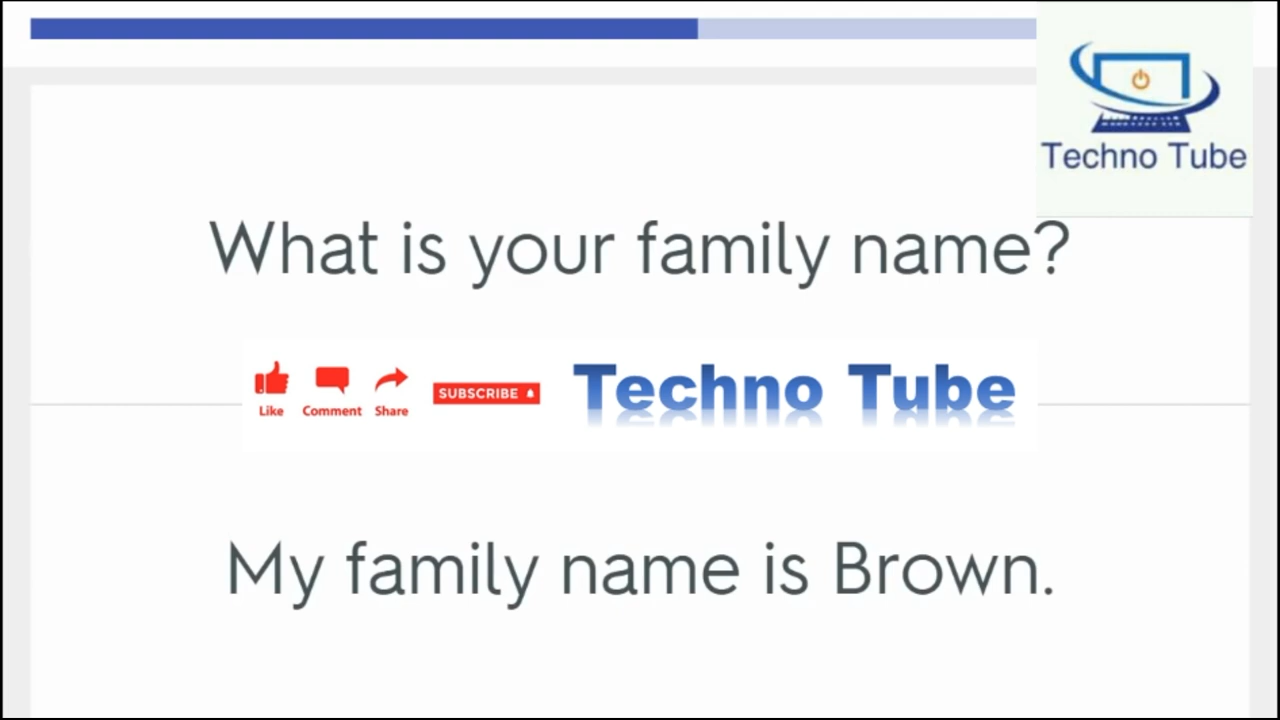 Techno Tube
What is your family name?
Like Comment Share SUBSCRIBE Techno Tube
My family name is Brown.